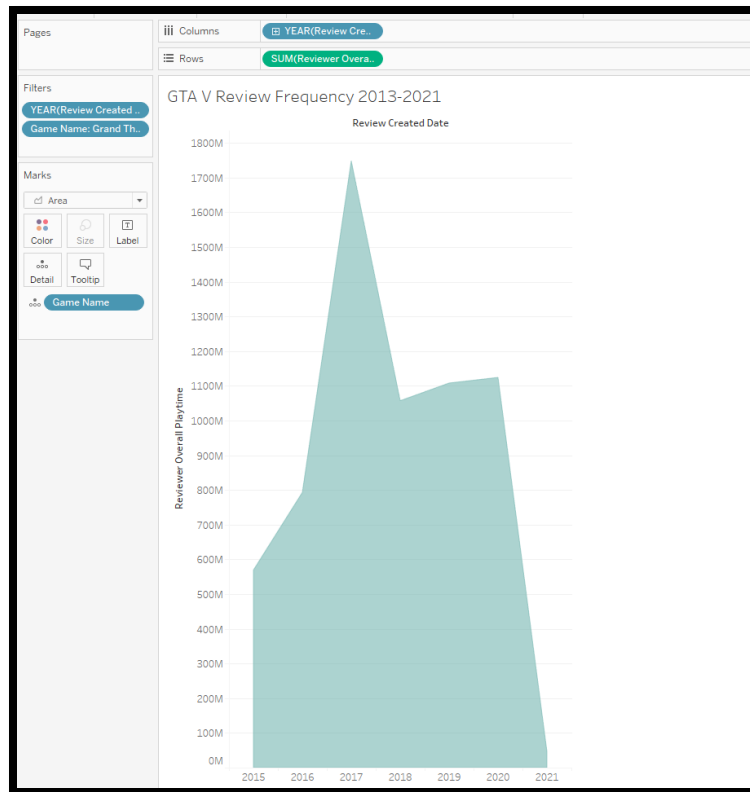 Pages
Columns
YEAR(Review Cre..
Rows
SUM(Reviewer Overa..
Filters
YEAR(Review Created ..
Game Name: Grand Th..
Marks
Area
Color
Size
Label
Detail
Tooltip
Game Name
GTA V Review Frequency 2013-2021
Review Created Date
Reviewer Overall Playtime
1800M
1700M
1600M
1500M
1400M
1300M
1200M
1100M
1000M
900M
800M
700M
600M
500M
400M
300M
200M
100M
0M
2015 2016 2017 2018 2019 2020 2021